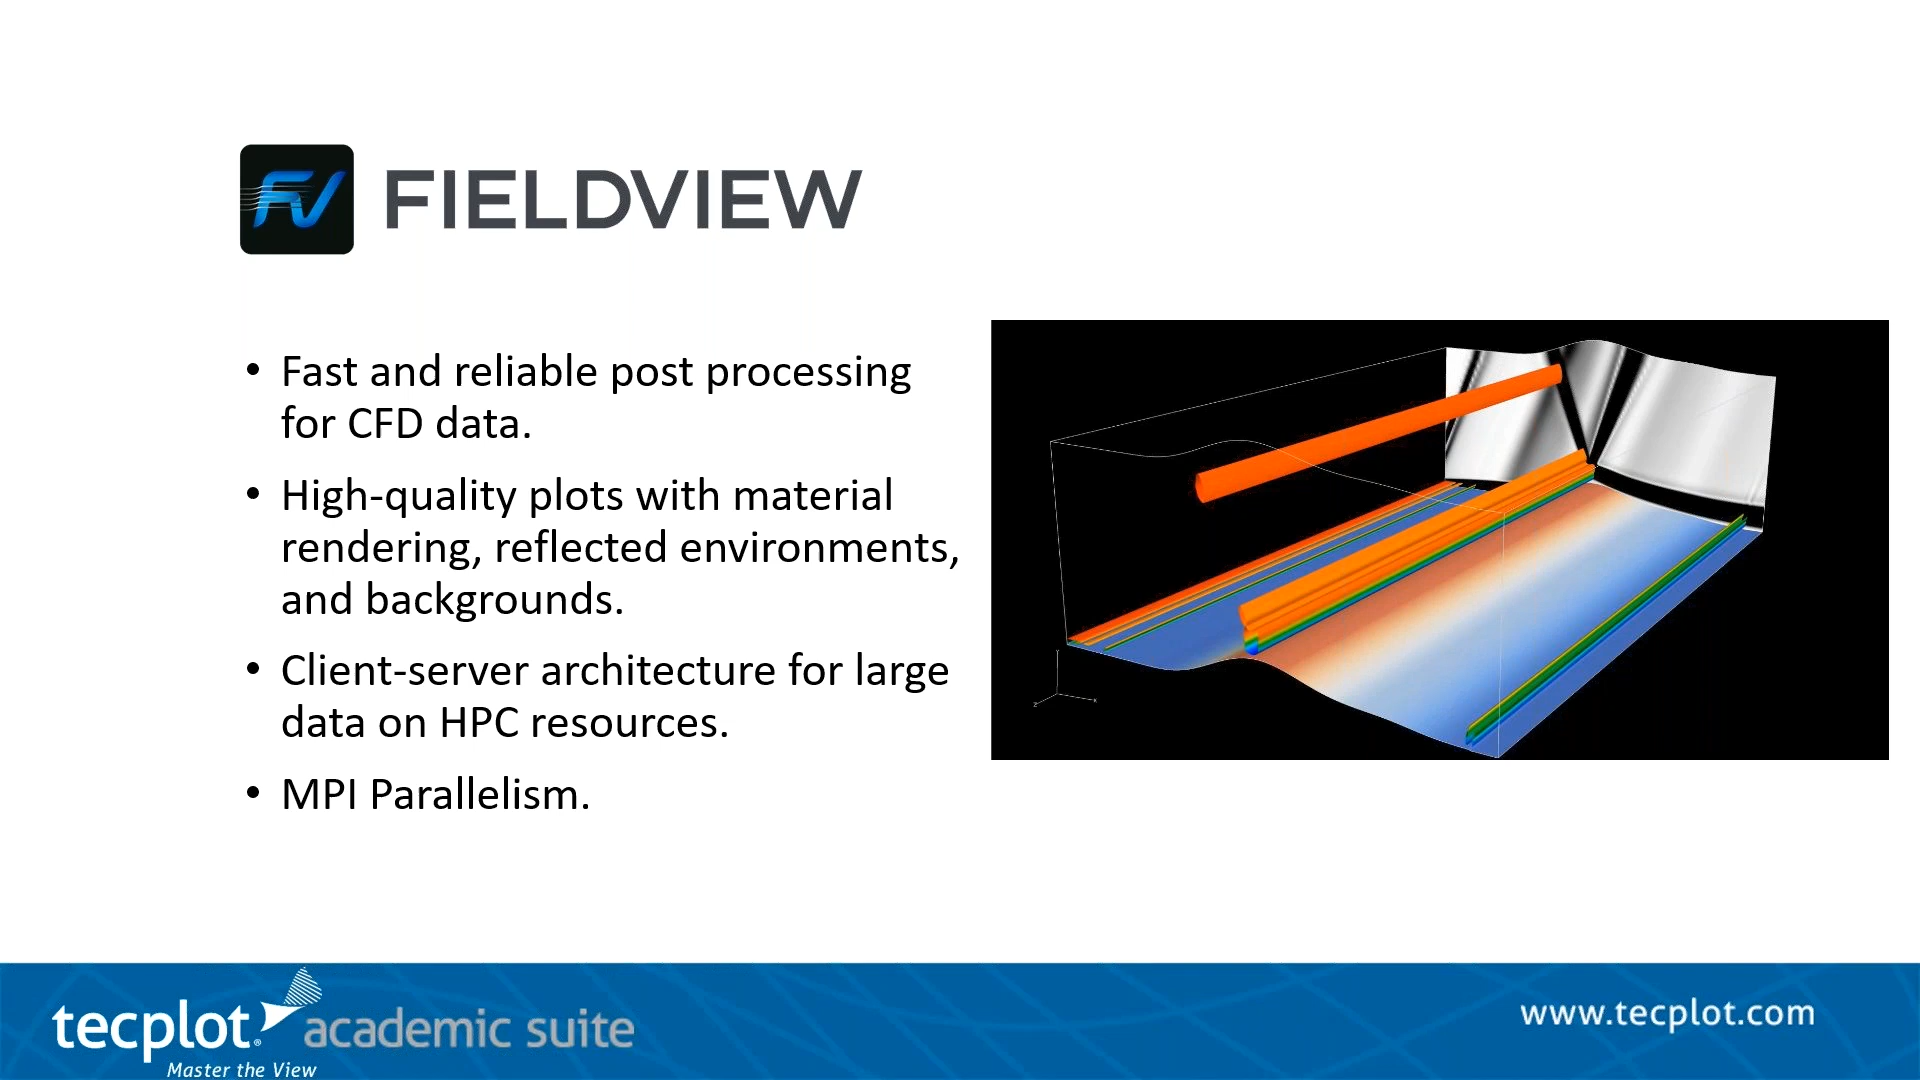 FV FIELDVIEW
• Fast and reliable post processing
for CFD data.
• High-quality plots with material
rendering, reflected environments,
and backgrounds.
• Client-server architecture for large
data on HPC resources.
• MPI Parallelism.
tecplot® academic suite
Master the View
www.tecplot.com